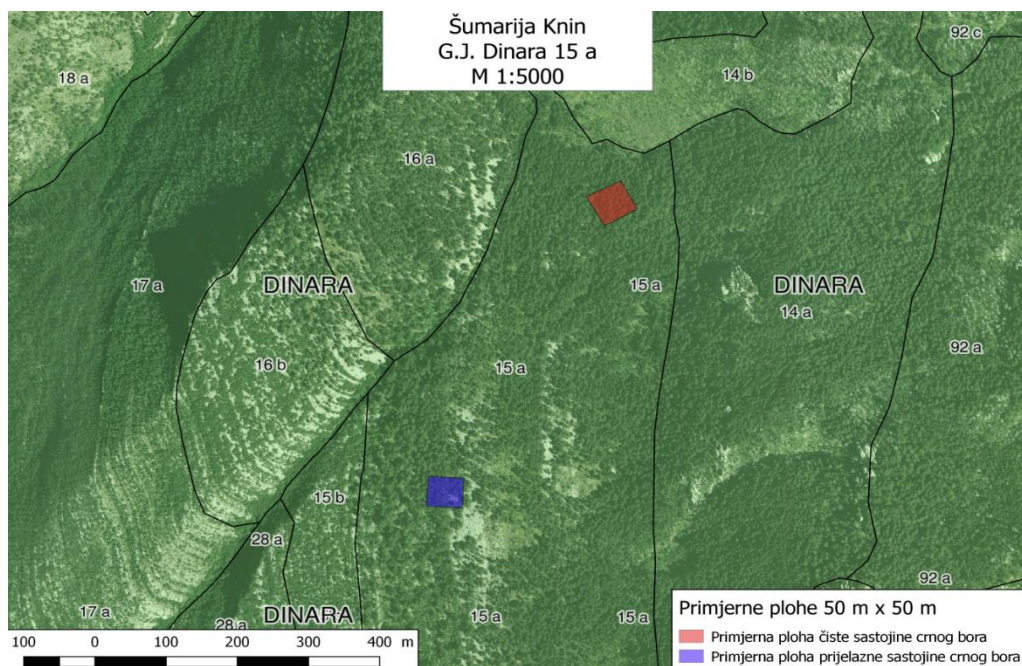 Šumarija Knin
G.J. Dinara 15 a
M 1:5000
92 c
18 a
14 b
16 a
17 a
DINARA
15 a
DINARA
14 a
92 a
16 b
15 a
15 b
28 a
92 a
17 a
28 a
DINARA
15 a
15 a
Primjerne plohe 50 m x 50 m
Primjerna ploha čiste sastojine crnog bora
Primjerna ploha prijelazne sastojine crnog bora
100 0 100 200 300 400 m